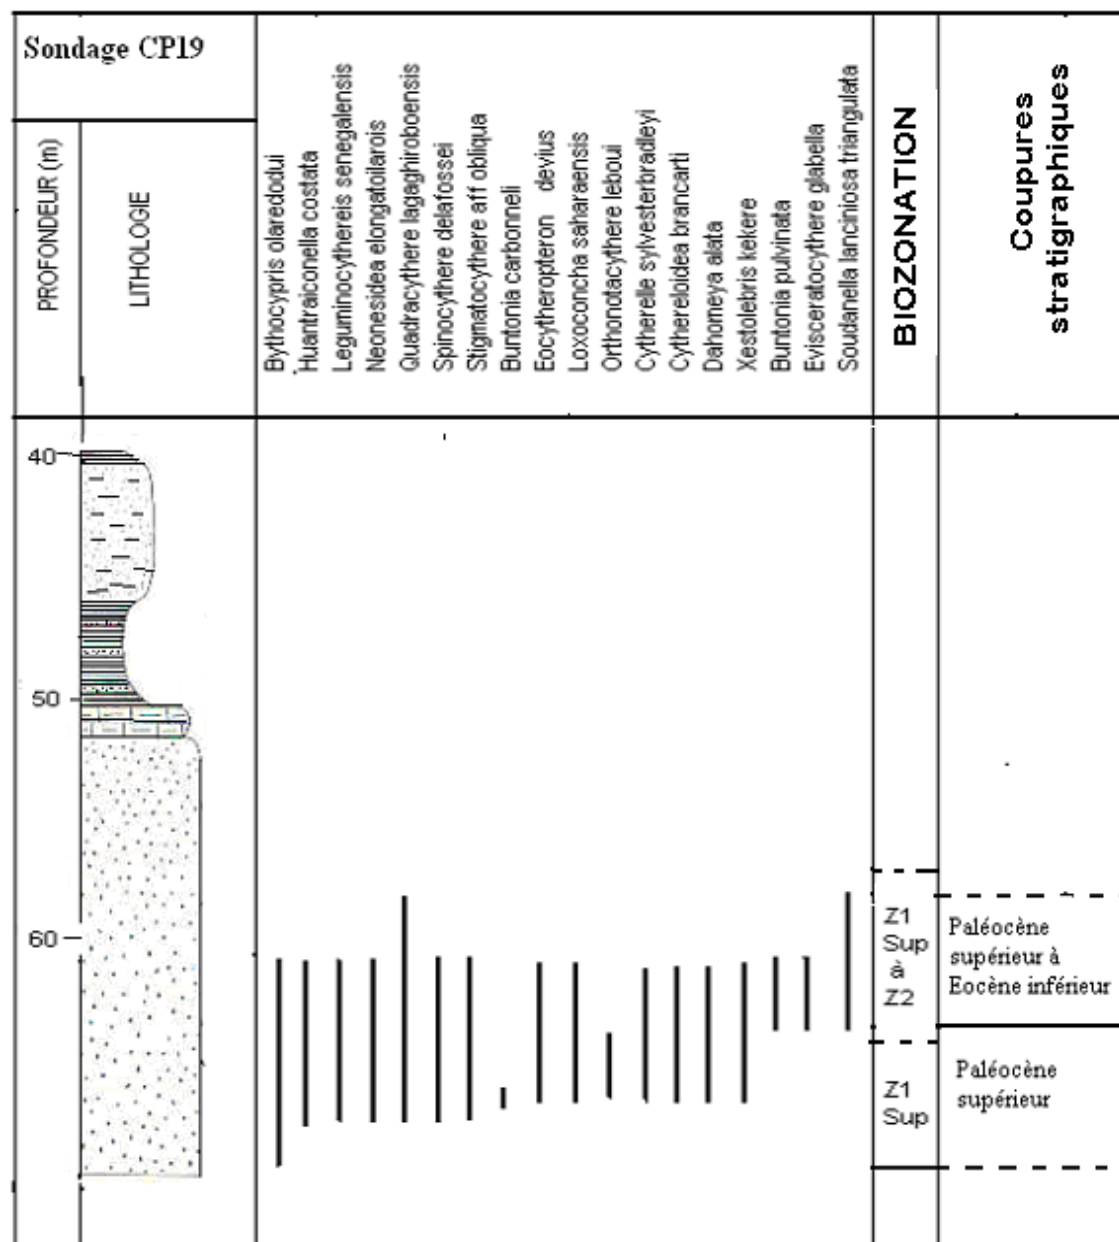 Sondage CP19
PROFONDEUR (m)
LITHOLOGIE
Bythocypris olaredodui
Huantraiconella costata
Leguminocythereis senegalensis
Neonesidea elongatoilarois
Quadracythere lagaghiroboensis
Spinocythere delafossei
Stigmatocythere aff obliqua
Buntonia carbonneli
Eocytheropteron devius
Loxoconcha saharaensis
Orthonotacythere leboui
Cytherelle sylvesterbradleyi
Cythereloidea brancarti
Dahomeya alata
Xestolebris kekere
Buntonia pulvinata
Evisceratocythere glabella
Soudanella lanciniosa triangulata
BIOZONATION
Coupures
stratigraphiques
40
50
60
Z1
Sup
à
Z2
Paléocène
supérieur à
Eocène inférieur
Z1
Sup
Paléocène
supérieur